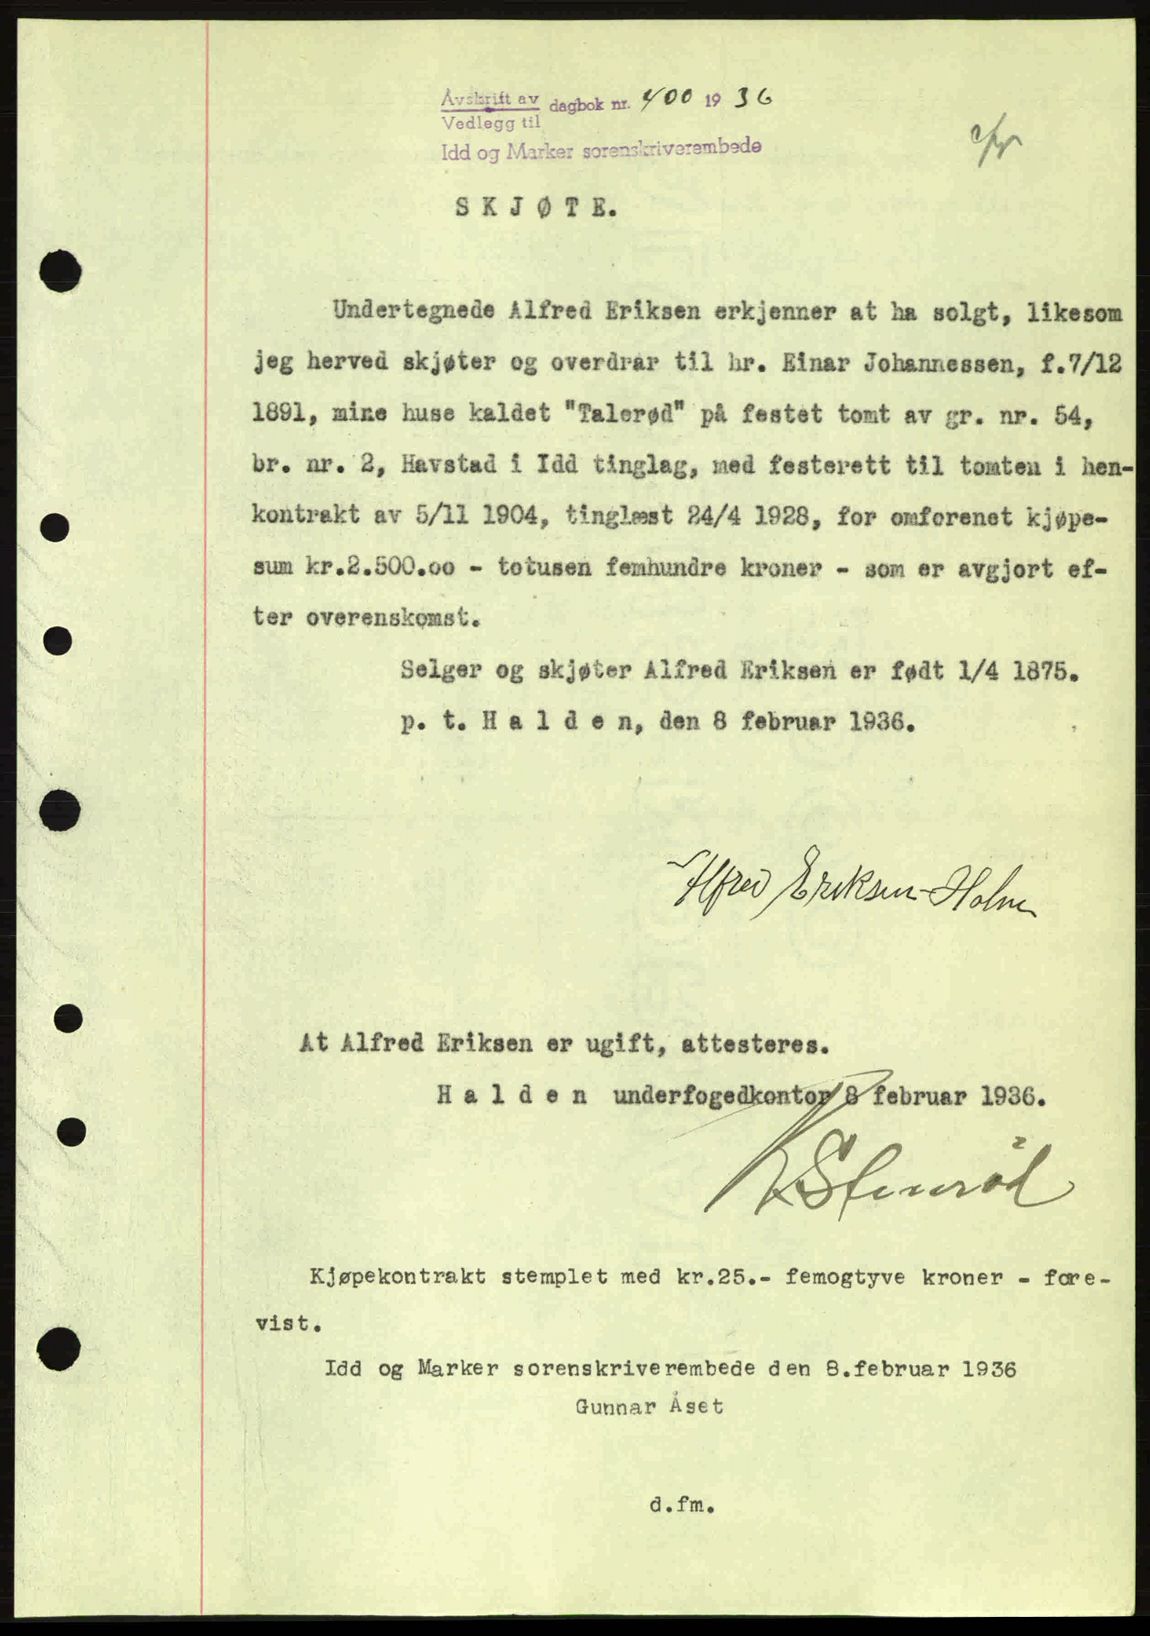 Avskrift av dagbok nr. 400 19 36
Vedlegg til
Idd og Marker sorenskriverembede
SKJØTE.
Undertegnede Alfred Eriksen erkjenner at ha solgt, likesom
jeg herved skjøter og overdrar til hr. Einar Johannessen, f.7/12
1891, mine huse kaldet "Talerød" på festet tomt av gr. nr. 54,
br. nr. 2, Havstad i Idd tinglag, med festerett til tomten i hen-
kontrakt av 5/11 1904, tinglæst 24/4 1928, for omforenet kjøpe-
sum kr.2.500.oo - totusen femhundre kroner - som er avgjort ef-
ter overenskomst.
Selger og skjøter Alfred Eriksen er født 1/4 1875.
p. t. H a l d e n, den 8 februar 1936.
Alfred Eriksen-Holm
At Alfred Eriksen er ugift, attesteres.
H a l d e n underfogedkontor 8 februar 1936.
K Stenrød
Kjøpekontrakt stemplet med kr.25.- femogtyve kroner - fore-
vist.
Idd og Marker sorenskriverembede den 8.februar 1936
Gunnar Åset
d.fm.